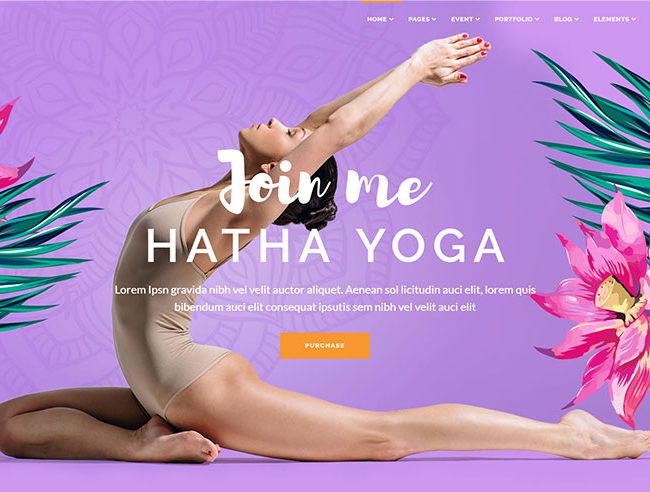 HOME PAGES EVENT PORTFOLIO BLOG ELEMENTS
Join me
HATHA YOGA
Lorem Ipsn gravida nibh vel velit auctor aliquet. Aenean sol licitudin auci elit, lorem quis
bibendum auci elit consequat ipsutis sem nibh vel velit auci elit
PURCHASE